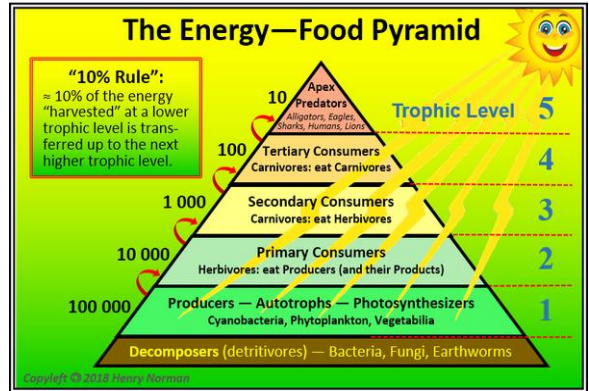 The Energy—Food Pyramid
“10% Rule”:
≈ 10% of the energy
“harvested” at a lower
trophic level is trans-
ferred up to the next
higher trophic level.
Trophic Level 5
10
Apex
Predators
Alligators, Eagles,
Sharks, Humans, Lions
100
Tertiary Consumers
Carnivores: eat Carnivores
4
1 000
Secondary Consumers
Carnivores: eat Herbivores
3
10 000
Primary Consumers
Herbivores: eat Producers (and their Products)
2
100 000
Producers — Autotrophs — Photosynthesizers
Cyanobacteria, Phytoplankton, Vegetabilia
1
Decomposers (detritivores) — Bacteria, Fungi, Earthworms
Copyleft 🄯 2018 Henry Norman